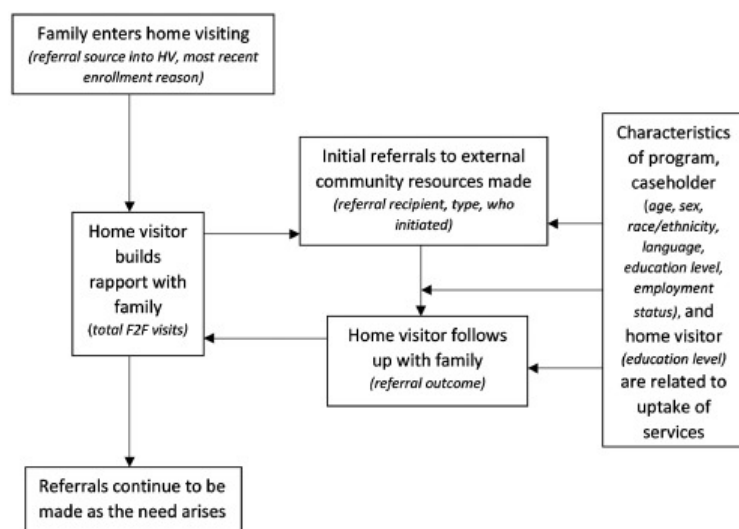 Family enters home visiting
(referral source into HV, most recent
enrollment reason)
Initial referrals to external
community resources made
(referral recipient, type, who
initiated)
Characteristics
of program,
caseholder
(age, sex,
race/ethnicity,
language,
education level,
employment
status), and
home visitor
(education level)
are related to
uptake of
services
Home visitor
builds
rapport with
family
(total F2F visits)
Home visitor follows
up with family
(referral outcome)
Referrals continue to be
made as the need arises